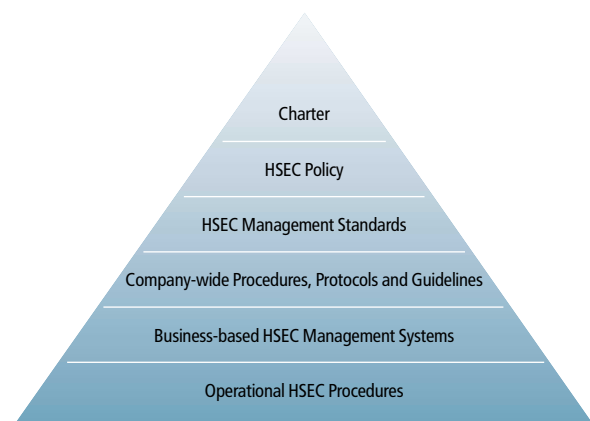 Charter
HSEC Policy
HSEC Management Standards
Company-wide Procedures, Protocols and Guidelines
Business-based HSEC Management Systems
Operational HSEC Procedures